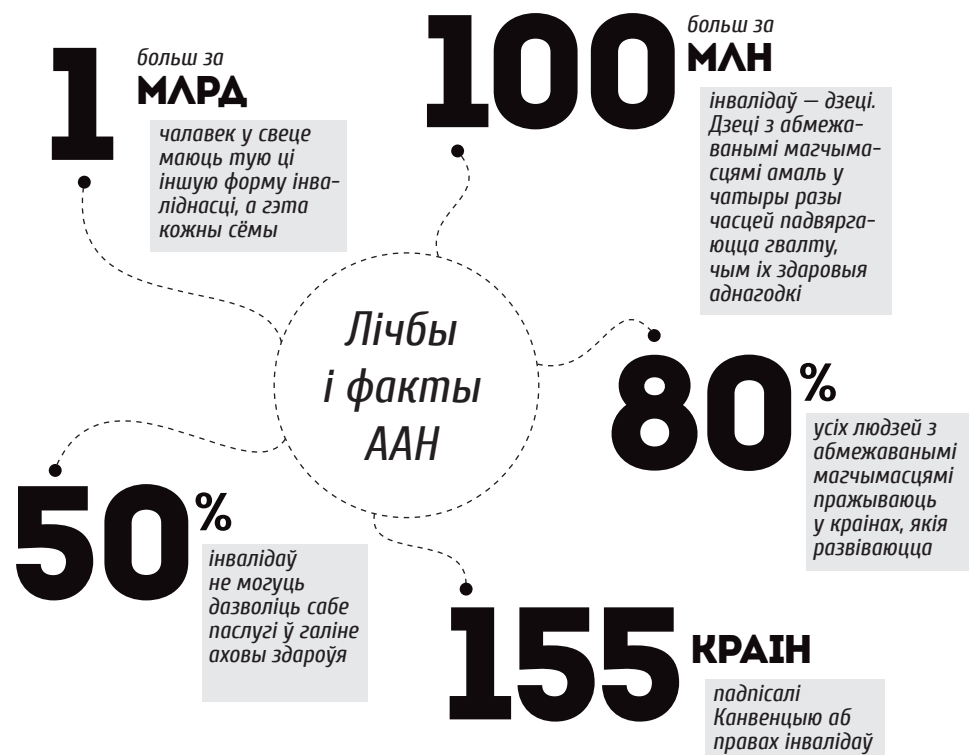 1
больш за
МЛРД
чалавек у свеце
маюць тую ці
іншую форму інва-
ліднасці, а гэта
кожны сёмы
100
больш за
МЛН
інвалідаў — дзеці.
Дзеці з абмежа-
ванымі магчыма-
сцямі амаль у
чатыры разы
часцей падвярга-
юцца гвалту,
чым іх здаровыя
аднагодкі
Лічбы
і факты
ААН
80%
усіх людзей з
абмежаванымі
магчымасцямі
пражываюць
у краінах, якія
развіваюцца
50%
інвалідаў
не могуць
дазволіць сабе
паслугі ў галіне
аховы здароўя
155 КРАІН
падпісалі
Канвенцыю аб
правах інвалідаў